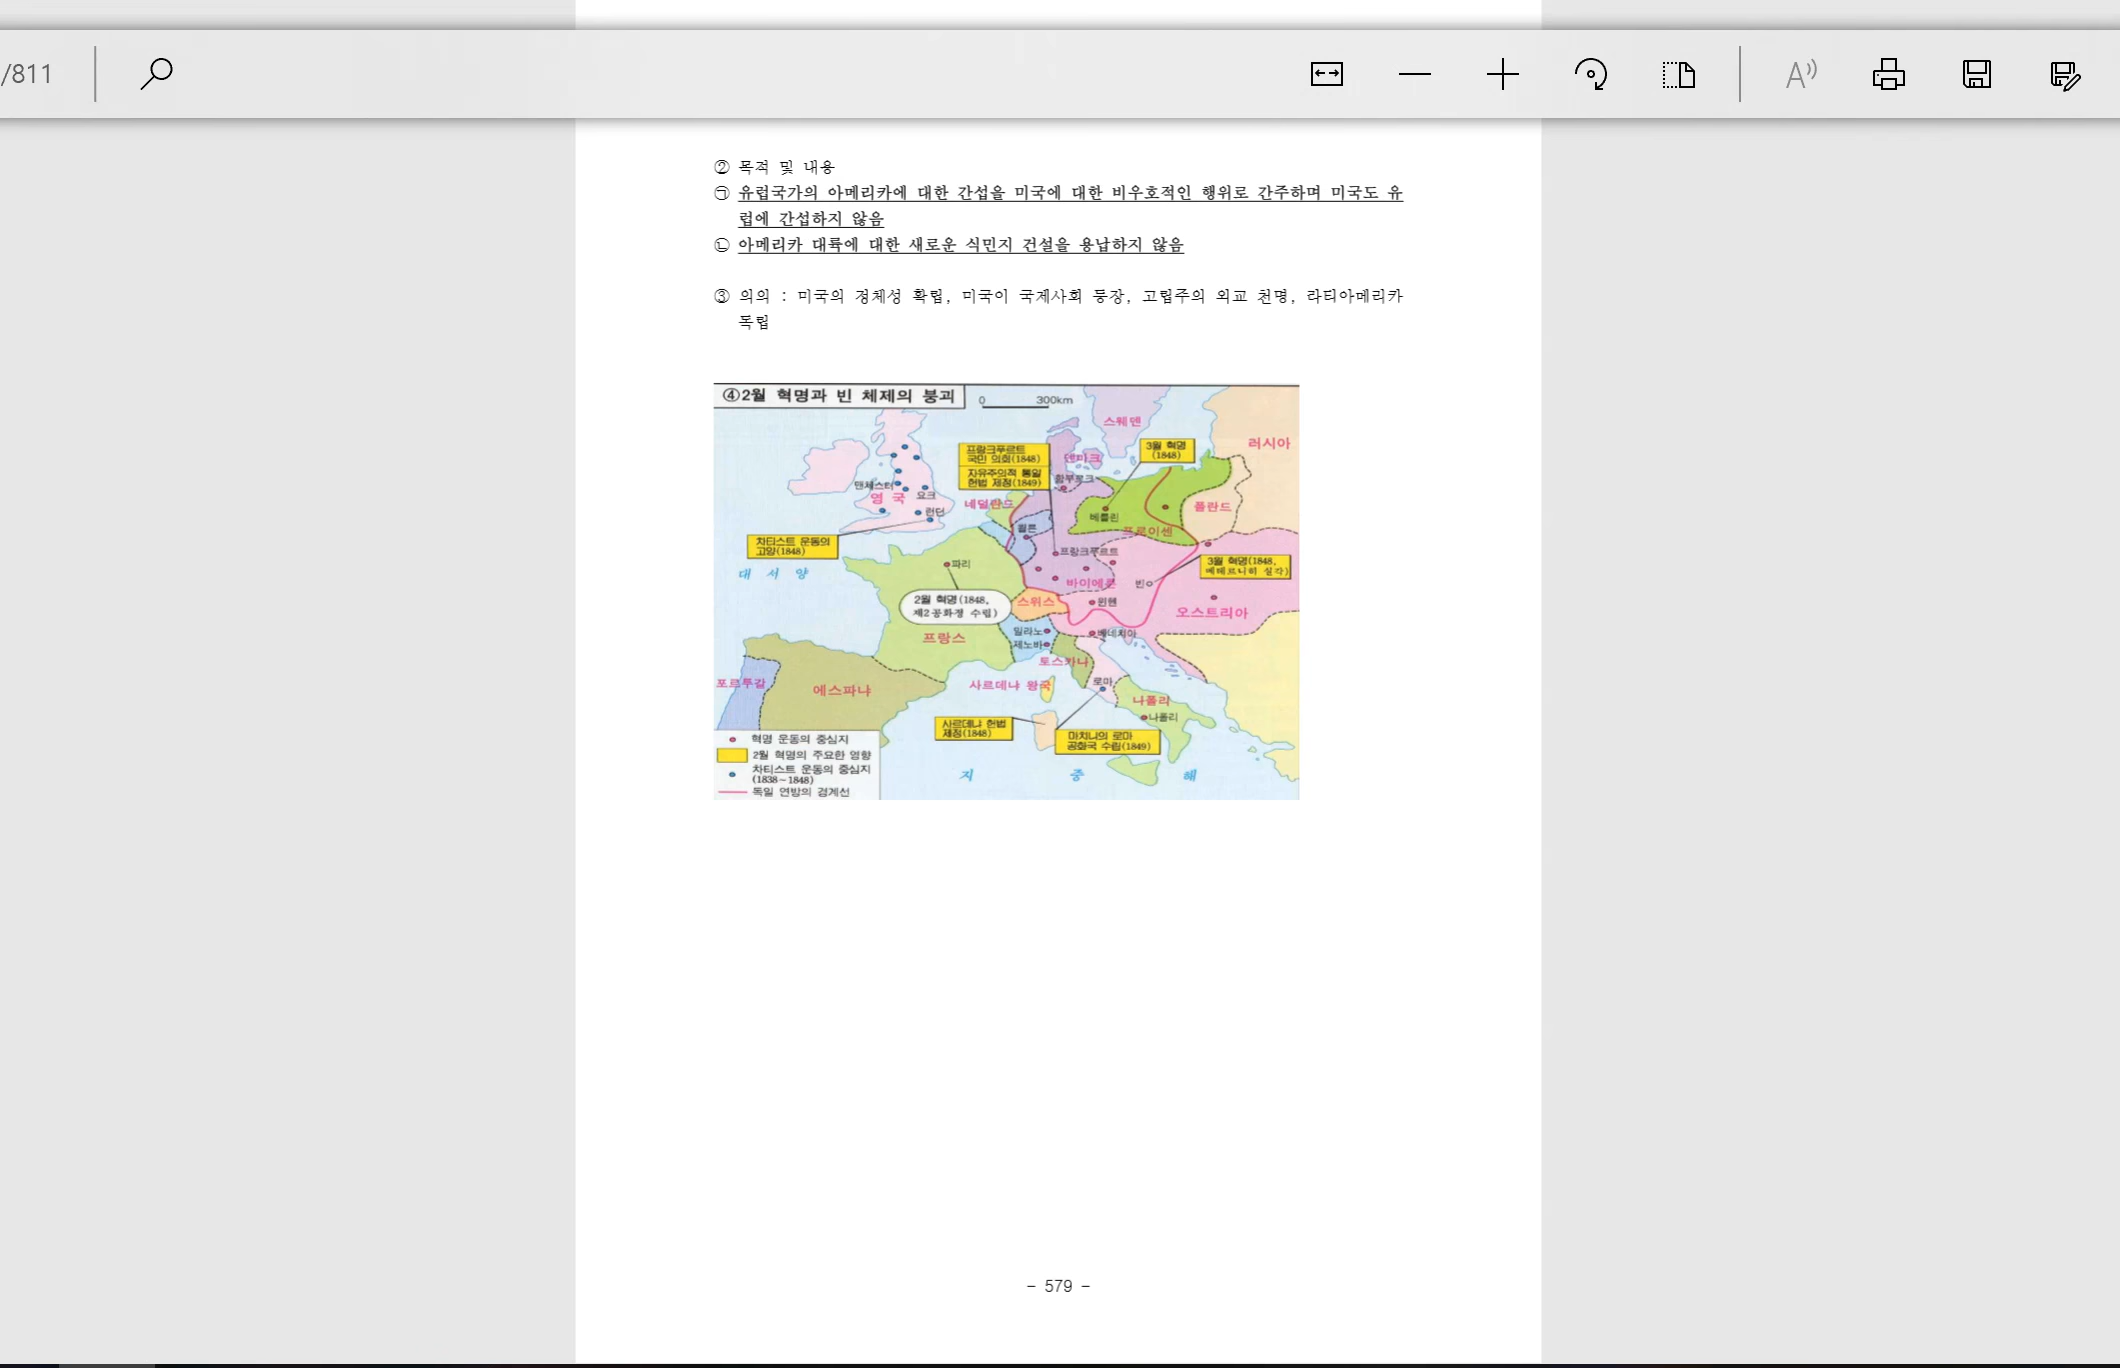 /811
② 목적 및 내용
㉠ 유럽국가의 아메리카에 대한 간섭을 미국에 대한 비우호적인 행위로 간주하며 미국도 유
럽에 간섭하지 않음
㉡ 아메리카 대륙에 대한 새로운 식민지 건설을 용납하지 않음
③ 의의 : 미국의 정체성 확립, 미국이 국제사회 등장, 고립주의 외교 천명, 라티아메리카
독립
④2월 혁명과 빈 체제의 붕괴
0 300km
스웨덴
러시아
프랑크푸르트
국민 의회(1848)
자유주의적 통일
헌법 제정(1849)
3월 혁명
(1848)
덴마크
함부르크
맨체스터
영 국
요크
런던
네덜란드
쾰른
베를린
프로이센
폴란드
차티스트 운동의
고양(1848)
대 서 양
파리
프랑크푸르트
3월 혁명(1848,
메테르니히 실각)
바이에른
빈
2월 혁명(1848,
제2공화정 수립)
스위스
뮌헨
오스트리아
프랑스
밀라노
제노바
베네치아
토스카나
포르투갈
에스파냐
사르데냐 왕국
로마
나폴리
나폴리
사르데냐 헌법
제정(1848)
마치니의 로마
공화국 수립(1849)
지 중 해
혁명 운동의 중심지
2월 혁명의 주요한 영향
차티스트 운동의 중심지
(1838~1848)
독일 연방의 경계선
- 579 -